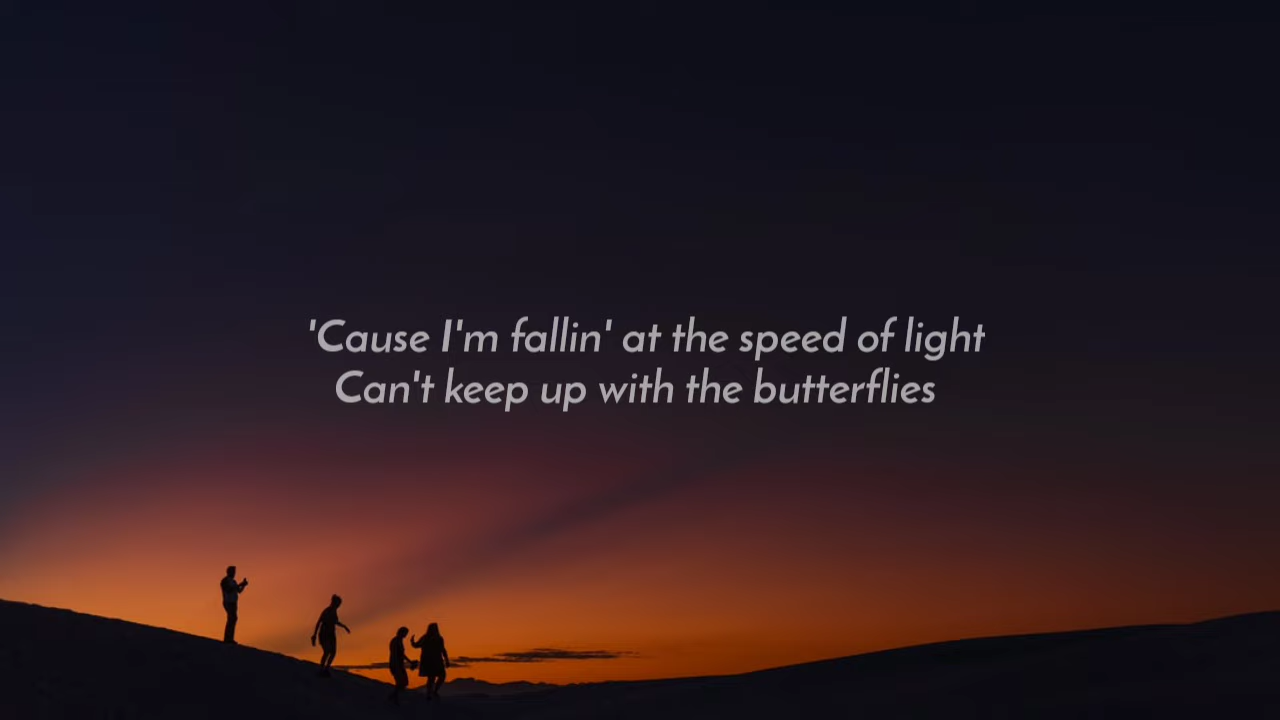 'Cause I'm fallin' at the speed of light
Can't keep up with the butterflies